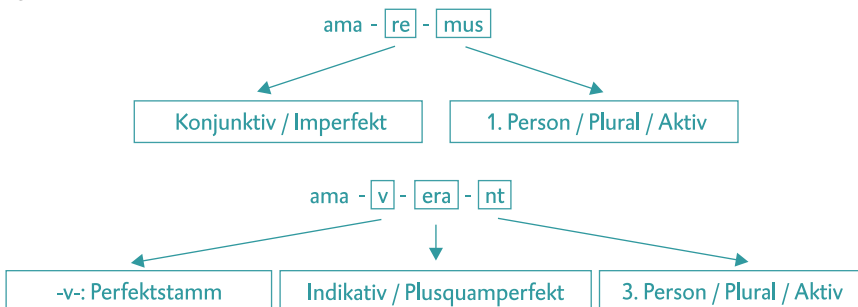 ama - re - mus
Konjunktiv / Imperfekt 1. Person / Plural / Aktiv
ama - v - era - nt
-v-: Perfektstamm Indikativ / Plusquamperfekt 3. Person / Plural / Aktiv